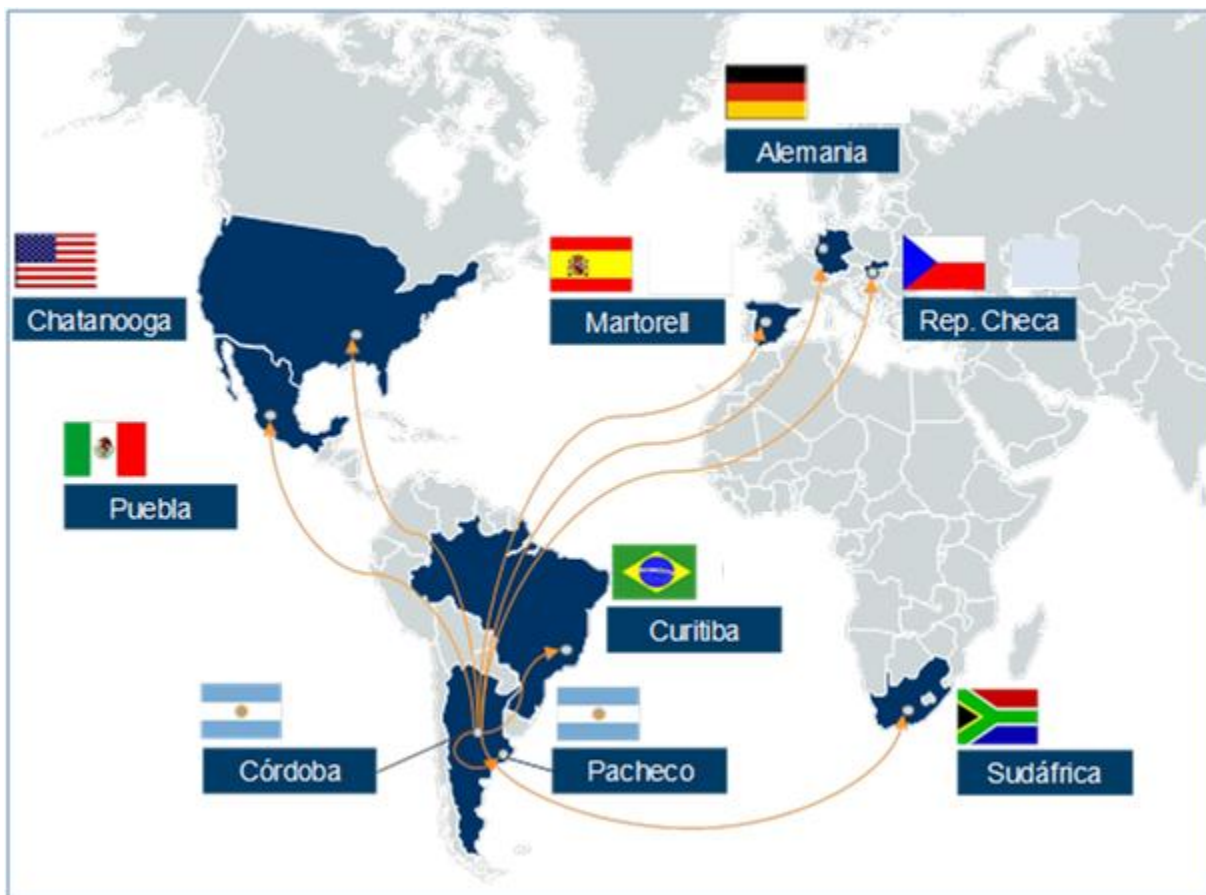 Alemania
Chatanooga
Martorell
Rep. Checa
Puebla
Curitiba
Córdoba
Pacheco
Sudáfrica